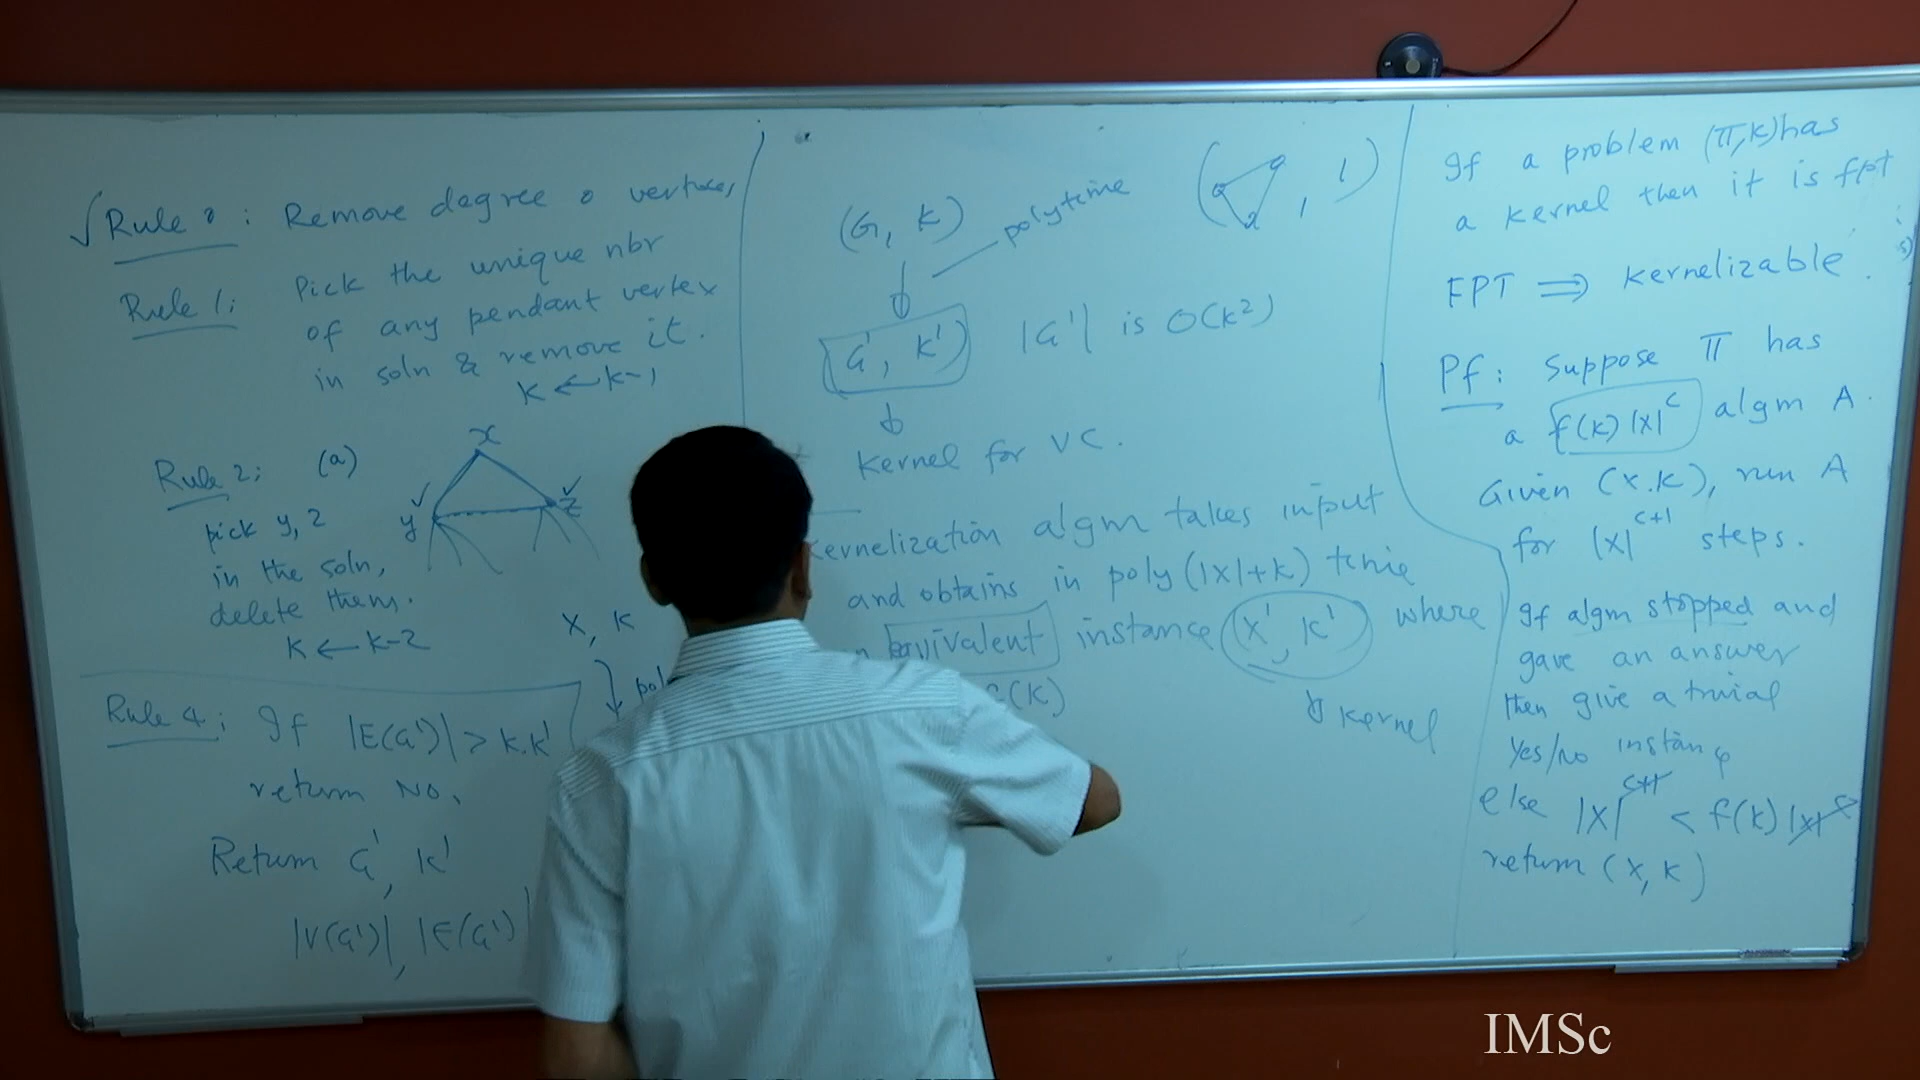 √ Rule 0: Remove degree 0 vertices
Rule 1: Pick the unique nbr
of any pendant vertex
in soln & remove it.
k ← k-1
Rule 2: (a)
x
y
z
pick y, z
in the soln,
delete them.
k ← k-2
X, K
Rule 4: If |E(G')| > k.k'
return NO.
Return G', k'
|V(G')|, |E(G')|
(G, k)
polytime
( , 1)
1
G', k')
|G'| is O(k²)
Kernel for VC.
Kernelization algm takes input
and obtains in poly(|X|+k) time
equivalent instance (X', k') where
(k)
Kernel
If a problem (π,k) has
a kernel then it is fpt
FPT ⟹ kernelizable.
Pf: Suppose π has
a f(k)|X|^c algm A.
Given (X,k), run A
for |X|^{c+1} steps.
If algm stopped and
gave an answer
then give a trivial
Yes/No instance
else |X|^{c+1} < f(k)|X|^c
return (X, k)
IMSc